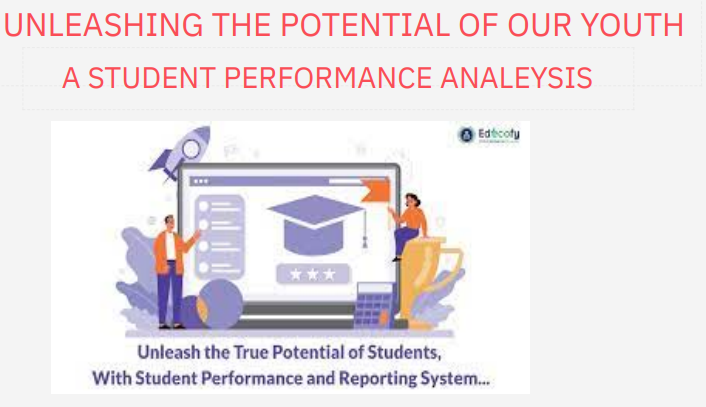 UNLEASHING THE POTENTIAL OF OUR YOUTH
A STUDENT PERFORMANCE ANALEYSIS
Edecofy
Unleash the True Potential of Students,
With Student Performance and Reporting System...